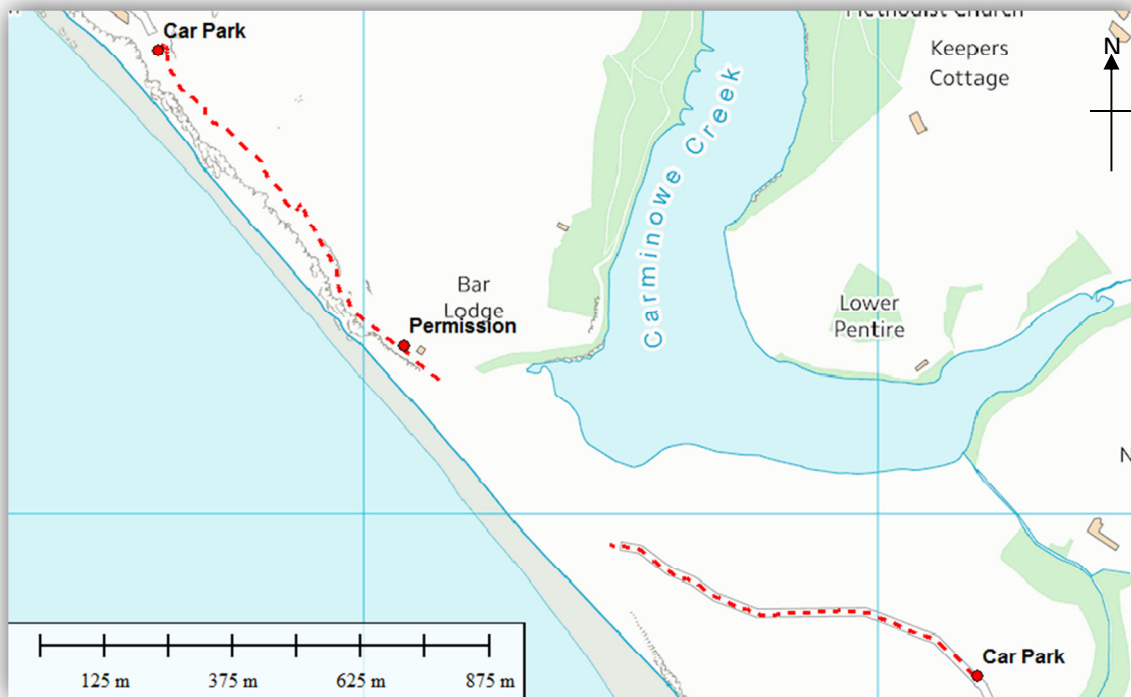 Methodist Church
Car Park
Keepers
Cottage
N
Carminowe Creek
Bar
Lodge
Permission
Lower
Pentire
N
Car Park
125 m
375 m
625 m
875 m